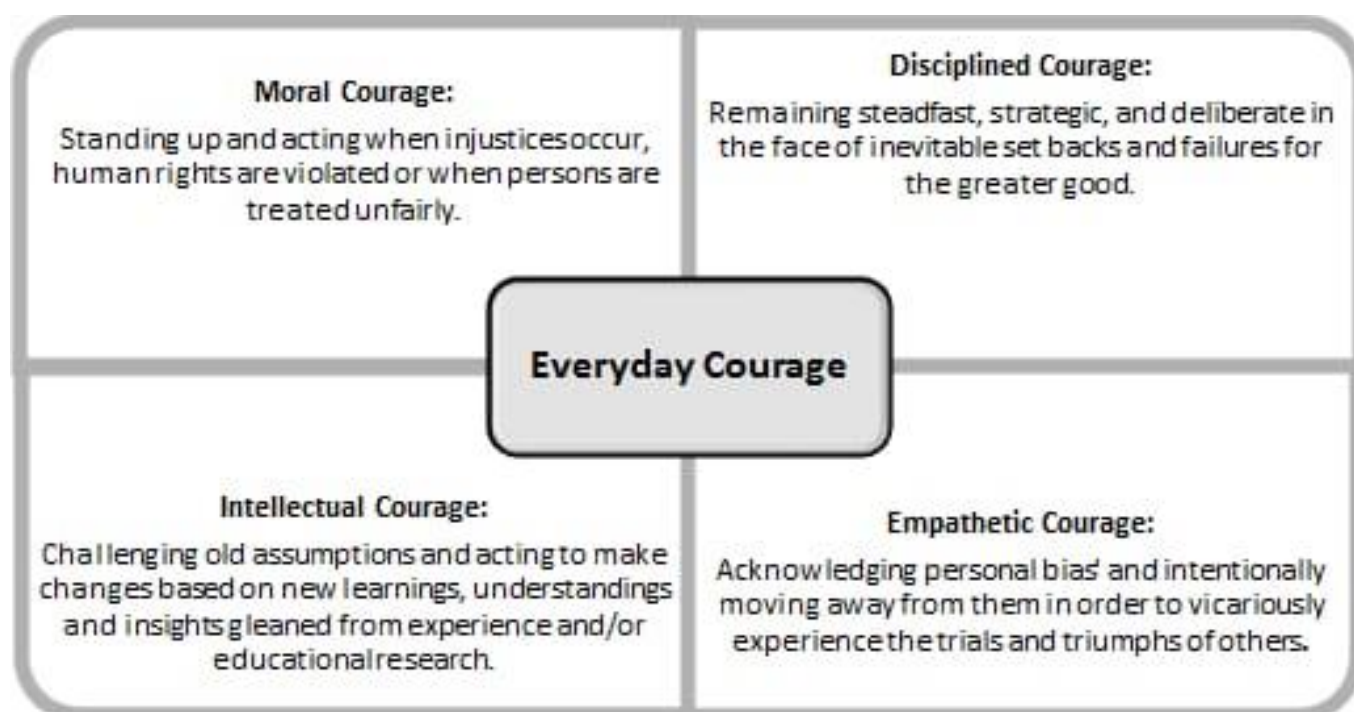 Moral Courage:
Standing up and acting when injustices occur,
human rights are violated or when persons are
treated unfairly.
Disciplined Courage:
Remaining steadfast, strategic, and deliberate in
the face of inevitable set backs and failures for
the greater good.
Everyday Courage
Intellectual Courage:
Challenging old assumptions and acting to make
changes based on new learnings, understandings
and insights gleaned from experience and/or
educational research.
Empathetic Courage:
Acknowledging personal bias' and intentionally
moving away from them in order to vicariously
experience the trials and triumphs of others.